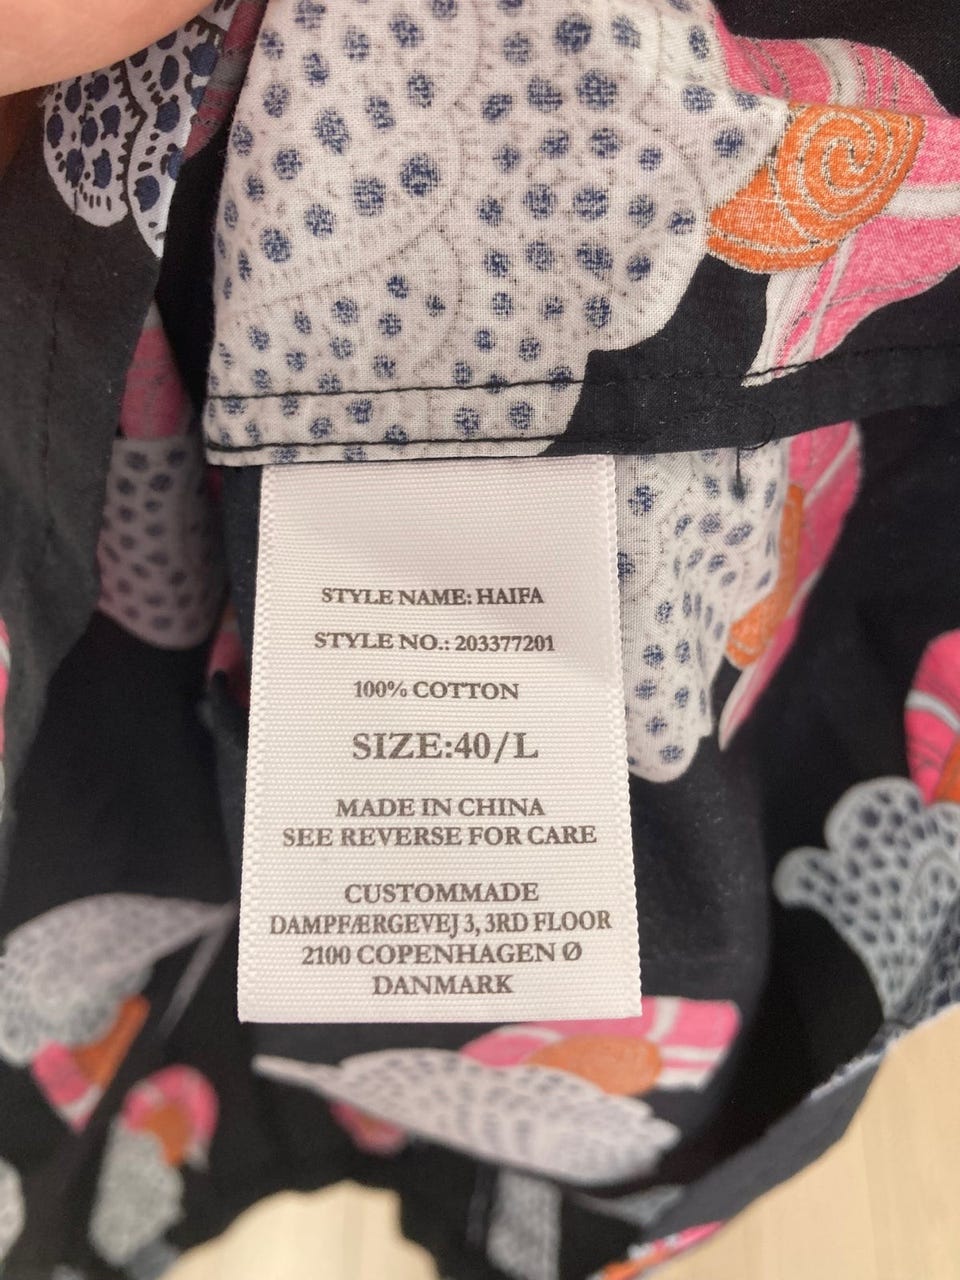 STYLE NAME: HAIFA
STYLE NO.: 203377201
100% COTTON
SIZE:40/L
MADE IN CHINA
SEE REVERSE FOR CARE
CUSTOMMADE
DAMPFÆRGEVEJ 3, 3RD FLOOR
2100 COPENHAGEN Ø
DANMARK